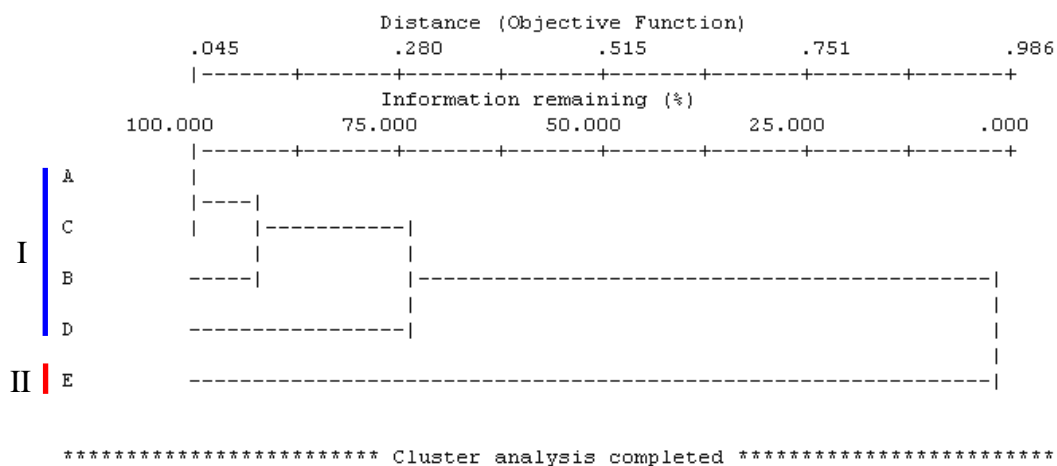 Distance (Objective Function)
.045 .280 .515 .751 .986
|-------+-------+-------+-------+-------+-------+-------+-------+
Information remaining (%)
100.000 75.000 50.000 25.000 .000
|-------+-------+-------+-------+-------+-------+-------+-------+
A
C
I
B
D
II E
************************* Cluster analysis completed *************************